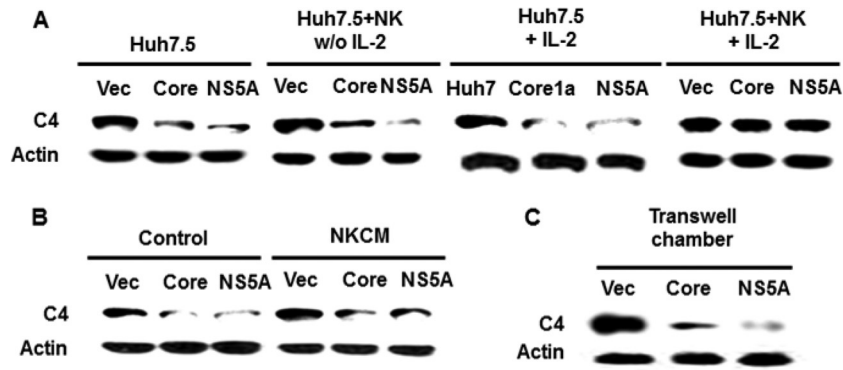 A
Huh7.5
Huh7.5+NK
w/o IL-2
Huh7.5
+ IL-2
Huh7.5+NK
+ IL-2
Vec Core NS5A Vec Core NS5A Huh7 Core1a NS5A Vec Core NS5A
C4
Actin
B
Control NKCM
Vec Core NS5A Vec Core NS5A
C4
Actin
C
Transwell
chamber
Vec Core NS5A
C4
Actin